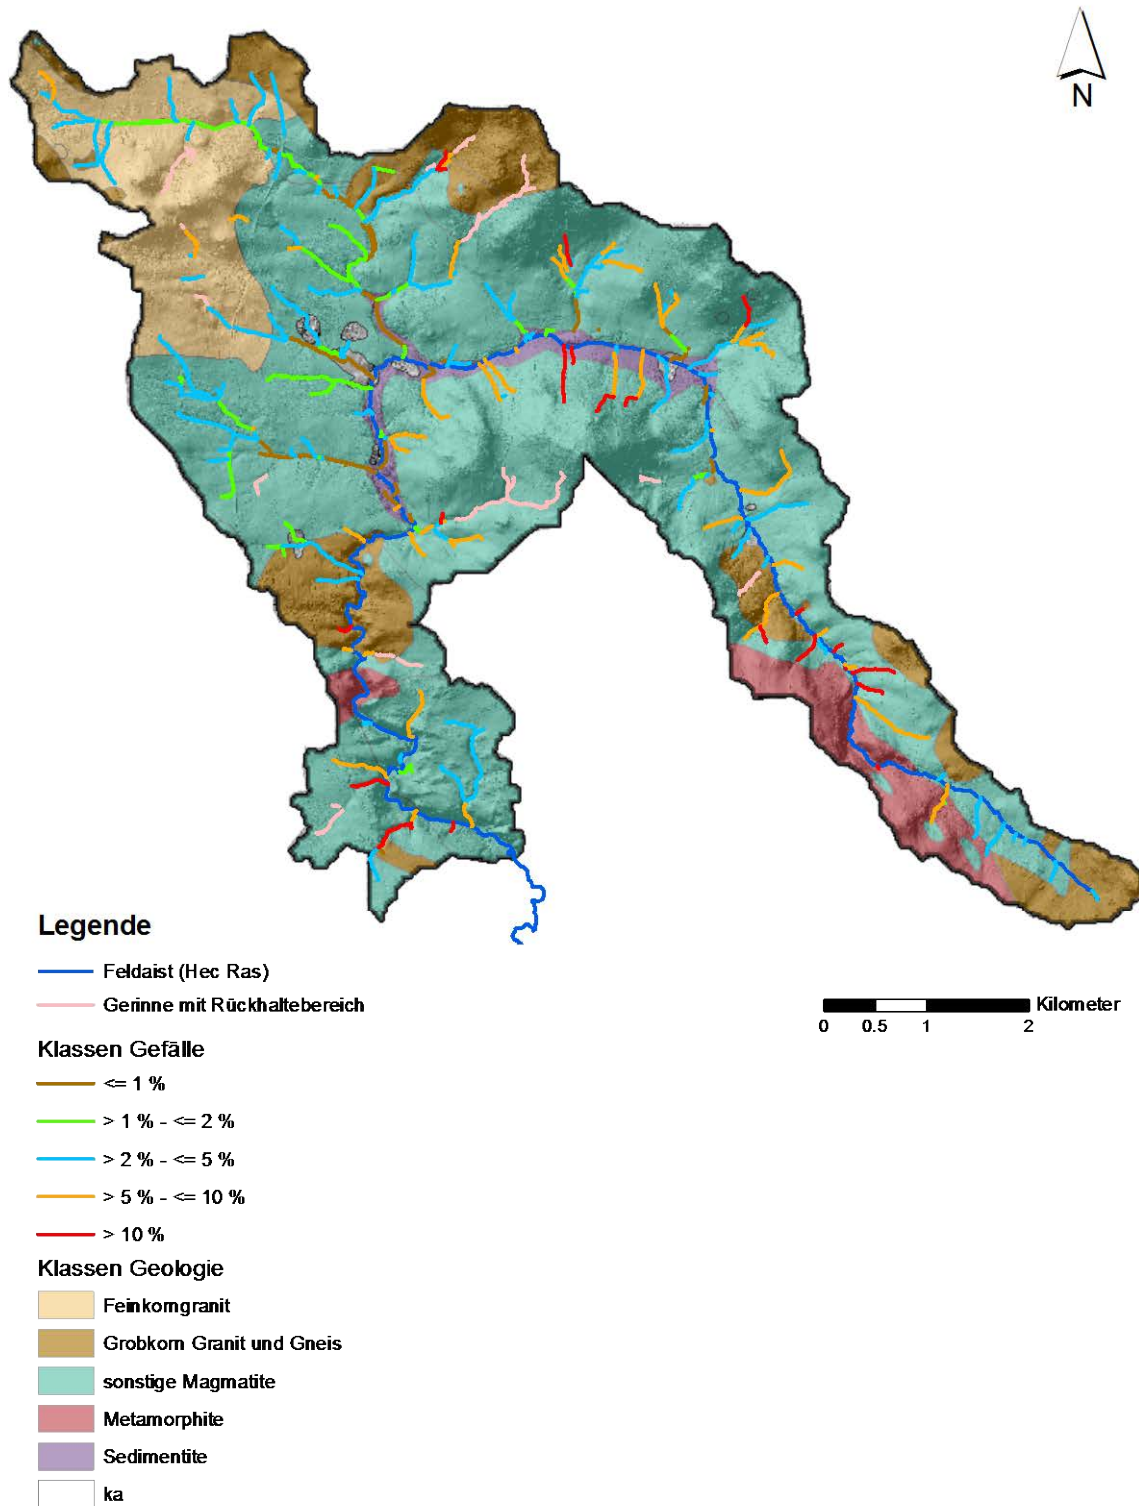 N
Legende
Feldaist (Hec Ras)
Gerinne mit Rückhaltebereich
Kilometer
0 0.5 1 2
Klassen Gefälle
<= 1 %
> 1 % - <= 2 %
> 2 % - <= 5 %
> 5 % - <= 10 %
> 10 %
Klassen Geologie
Feinkorngranit
Grobkorn Granit und Gneis
sonstige Magmatite
Metamorphite
Sedimentite
ka